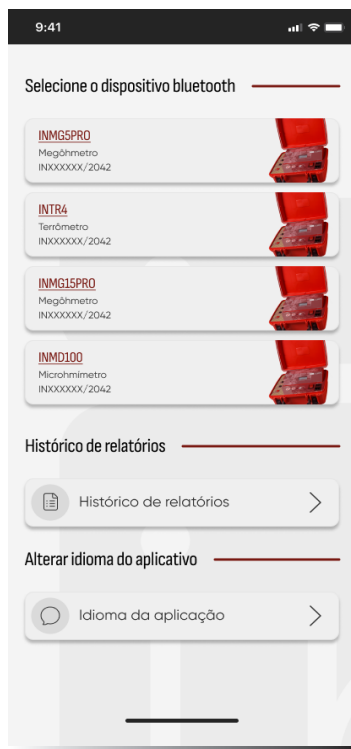 9:41
Selecione o dispositivo bluetooth
INMG5PRO
Megôhmetro
INXXXXXX/2042
INTR4
Terrômetro
INXXXXXX/2042
INMG15PRO
Megôhmetro
INXXXXXX/2042
INMD100
Microhmímetro
INXXXXXX/2042
Histórico de relatórios
Histórico de relatórios
Alterar idioma do aplicativo
Idioma da aplicação